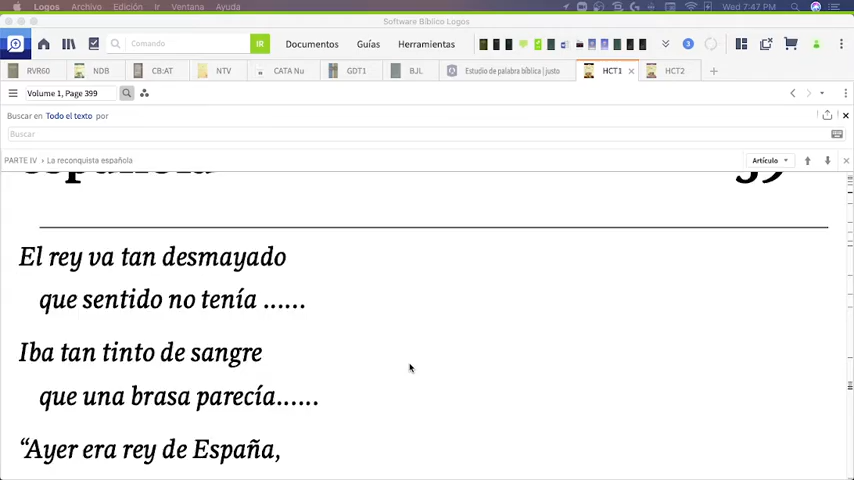 Logos Archivo Edición Ir Ventana Ayuda Wed 7:47 PM
Software Bíblico Logos
Comando IR Documentos Guías Herramientas 3
RVR60 NDB CB:AT NTV CATA Nu GDT1 BJL Estudio de palabra bíblica | justo HCT1 HCT2
Volume 1, Page 399
Buscar en Todo el texto por
Buscar
PARTE IV › La reconquista española Artículo
española 39
El rey va tan desmayado
que sentido no tenía ......
Iba tan tinto de sangre
que una brasa parecía......
“Ayer era rey de España,